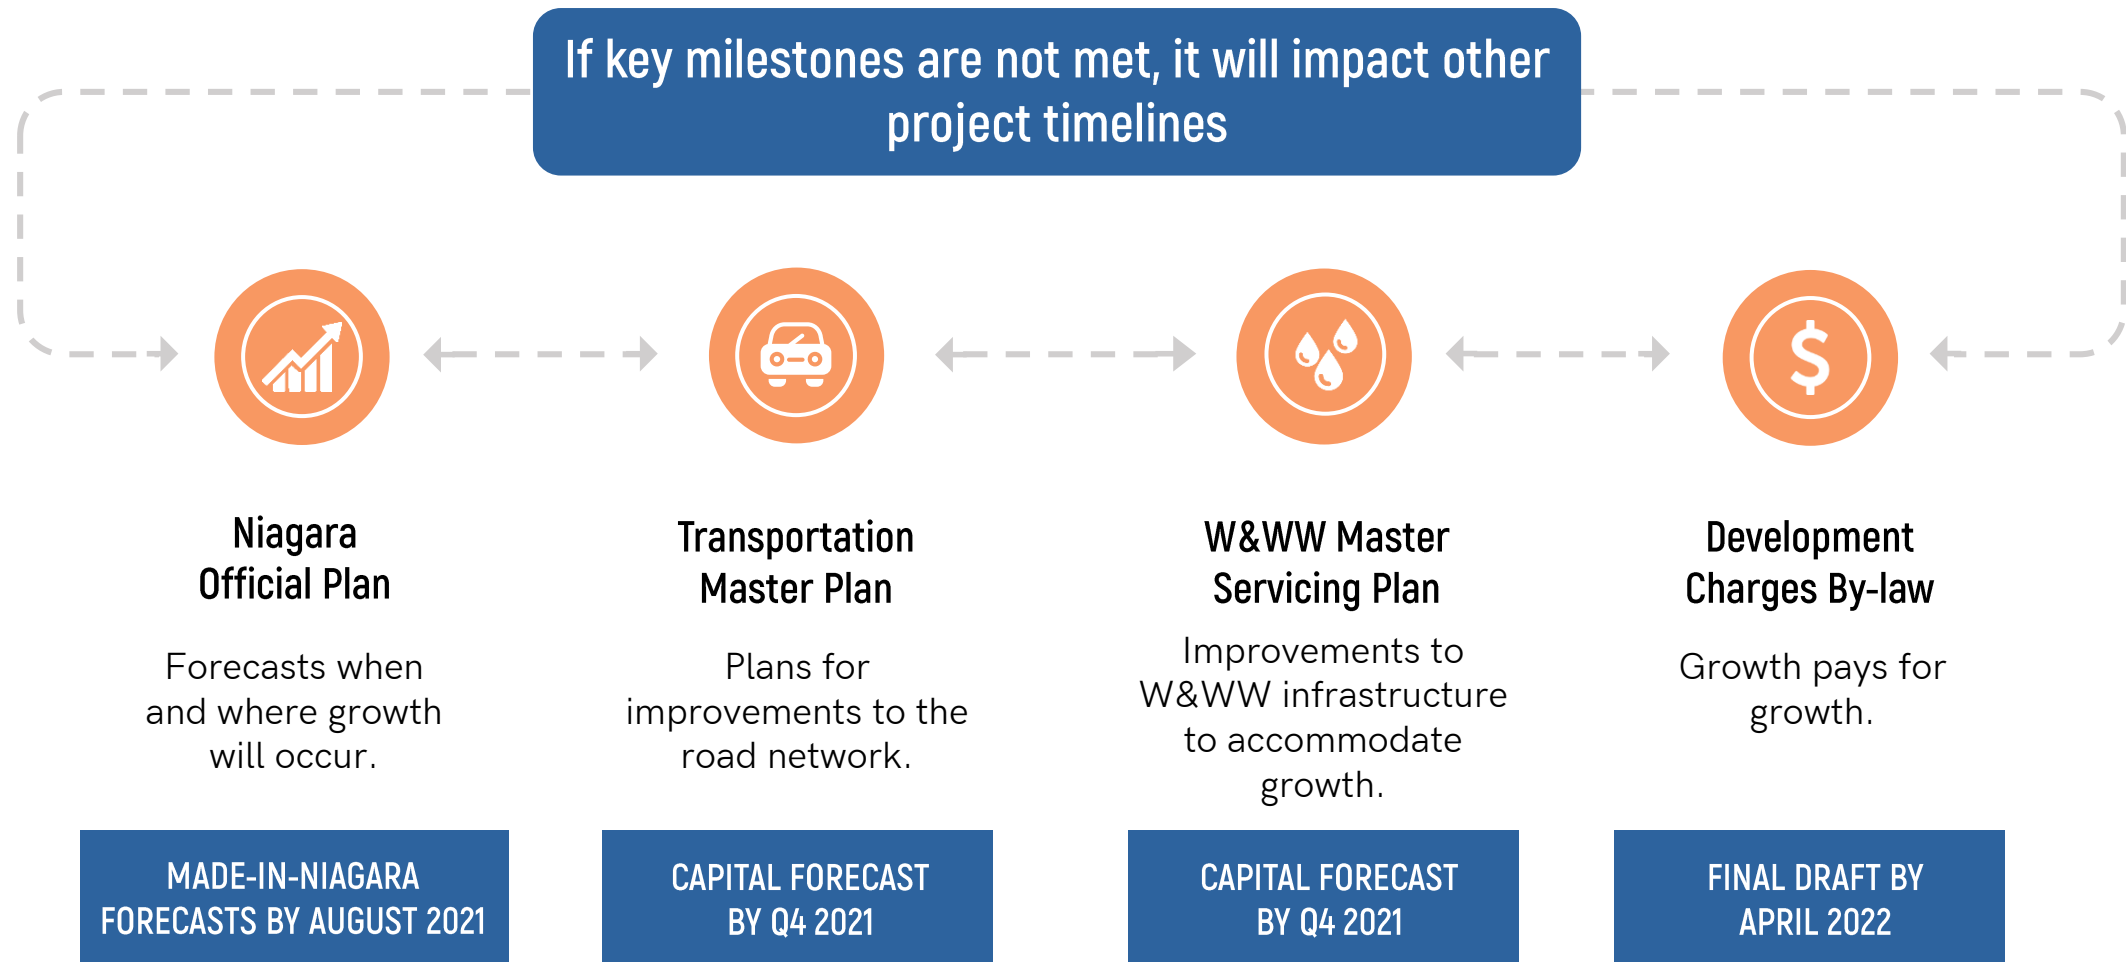 If key milestones are not met, it will impact other
project timelines
$
Niagara
Official Plan
Forecasts when
and where growth
will occur.
MADE-IN-NIAGARA
FORECASTS BY AUGUST 2021
Transportation
Master Plan
Plans for
improvements to the
road network.
CAPITAL FORECAST
BY Q4 2021
W&WW Master
Servicing Plan
Improvements to
W&WW infrastructure
to accommodate
growth.
CAPITAL FORECAST
BY Q4 2021
Development
Charges By-law
Growth pays for
growth.
FINAL DRAFT BY
APRIL 2022